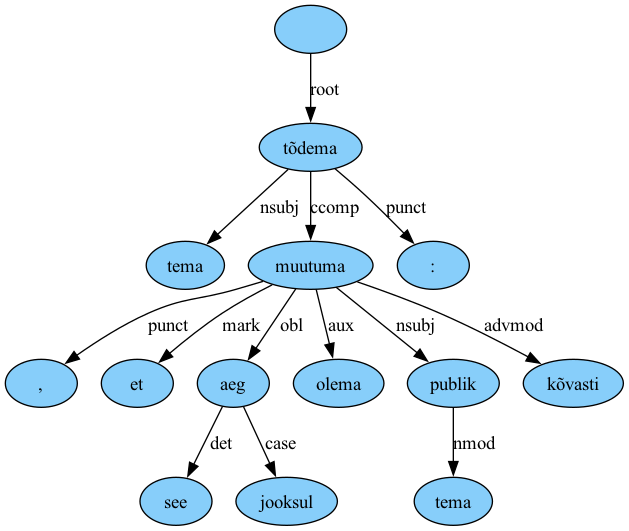 root
tõdema
nsubj ccomp punct
tema muutuma :
punct mark obl aux nsubj advmod
, et aeg olema publik kõvasti
det case nmod
see jooksul tema